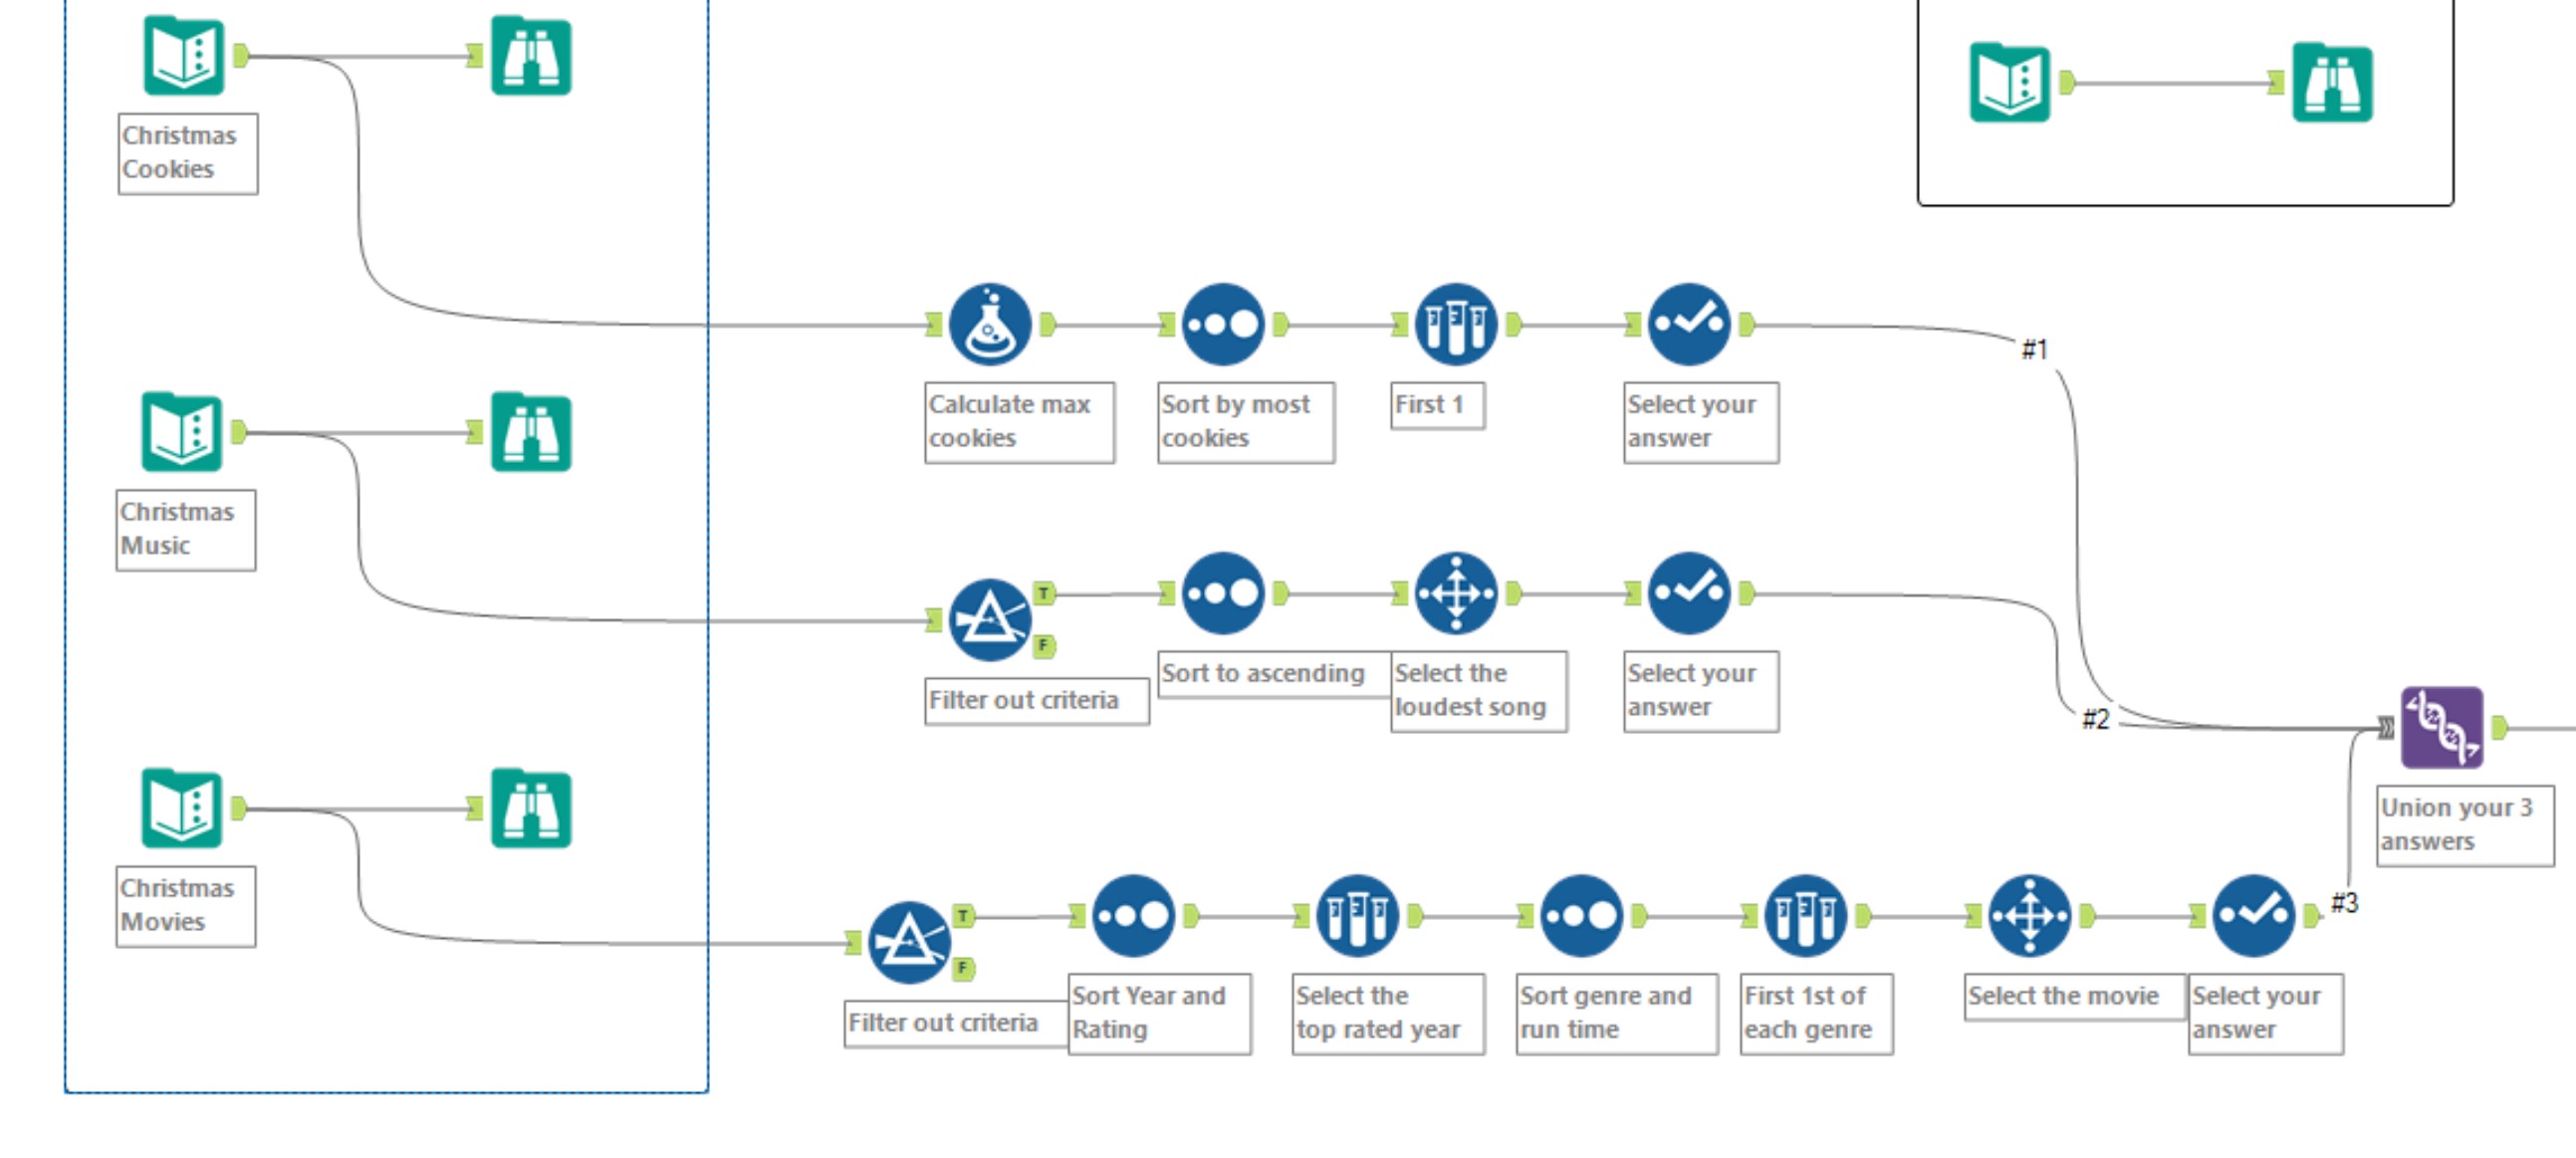 Christmas
Cookies
Calculate max
cookies
Sort by most
cookies
First 1
Select your
answer
#1
Christmas
Music
T
F
Filter out criteria
Sort to ascending
Select the
loudest song
Select your
answer
#2
Union your 3
answers
Christmas
Movies
T
F
Filter out criteria
Sort Year and
Rating
Select the
top rated year
Sort genre and
run time
First 1st of
each genre
Select the movie
Select your
answer
#3